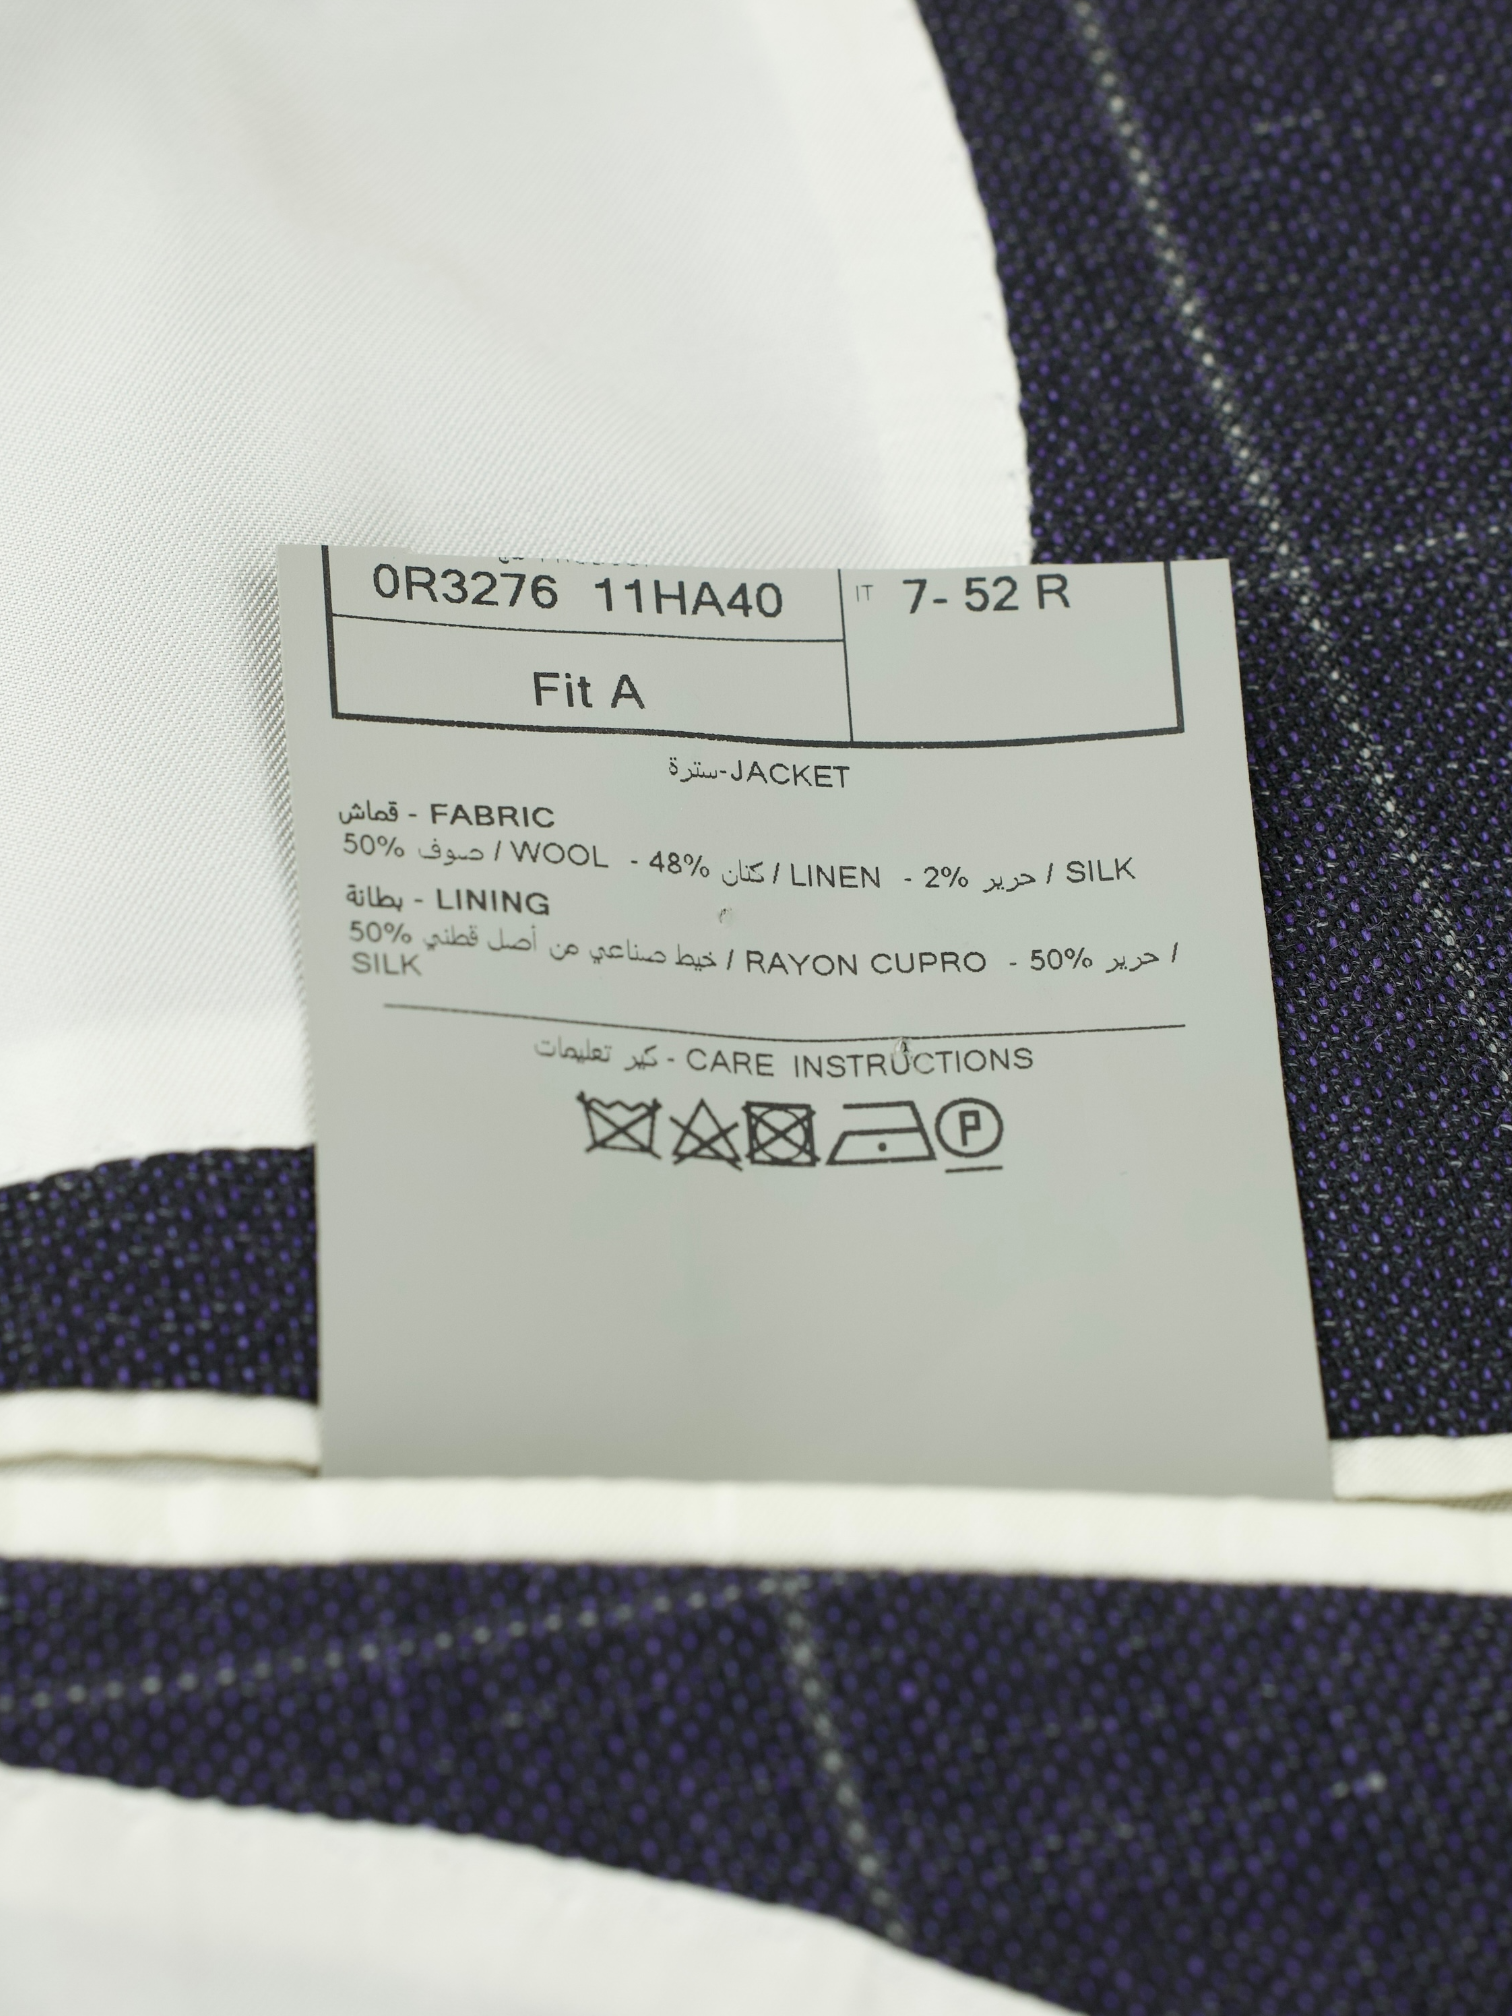 0R3276 11HA40
IT 7- 52 R
Fit A
سترة-JACKET
قماش - FABRIC
50% صوف / WOOL - 48% كتان / LINEN - 2% حرير / SILK
بطانة - LINING
50% خيط صناعي من أصل قطني / RAYON CUPRO - 50% حرير /
SILK
كير تعليمات - CARE INSTRUCTIONS
P